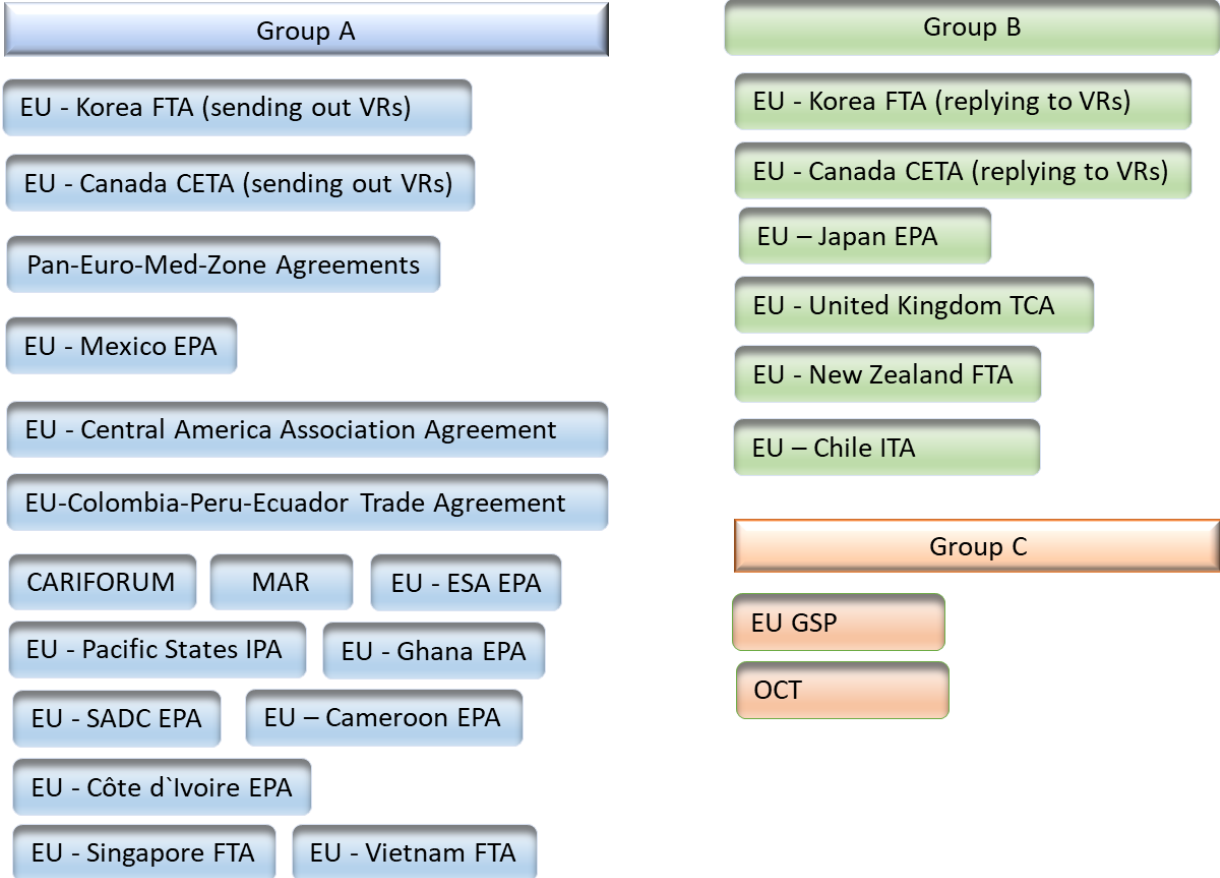 Group A
EU - Korea FTA (sending out VRs)
EU - Canada CETA (sending out VRs)
Pan-Euro-Med-Zone Agreements
EU - Mexico EPA
EU - Central America Association Agreement
EU-Colombia-Peru-Ecuador Trade Agreement
CARIFORUM MAR EU - ESA EPA
EU - Pacific States IPA EU - Ghana EPA
EU - SADC EPA EU – Cameroon EPA
EU - Côte d`Ivoire EPA
EU - Singapore FTA EU - Vietnam FTA
Group B
EU - Korea FTA (replying to VRs)
EU - Canada CETA (replying to VRs)
EU – Japan EPA
EU - United Kingdom TCA
EU - New Zealand FTA
EU – Chile ITA
Group C
EU GSP
OCT